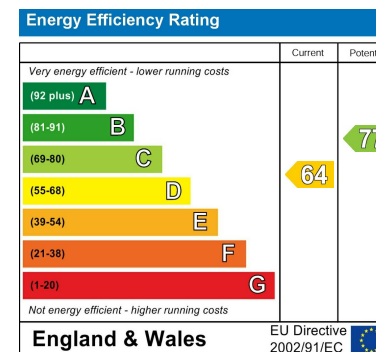 Energy Efficiency Rating
Current
Very energy efficient - lower running costs
(92 plus) A
(81-91) B
(69-80) C
(55-68) D
(39-54) E
(21-38) F
(1-20) G
64
Not energy efficient - higher running costs
England & Wales
EU Directive
2002/91/EC